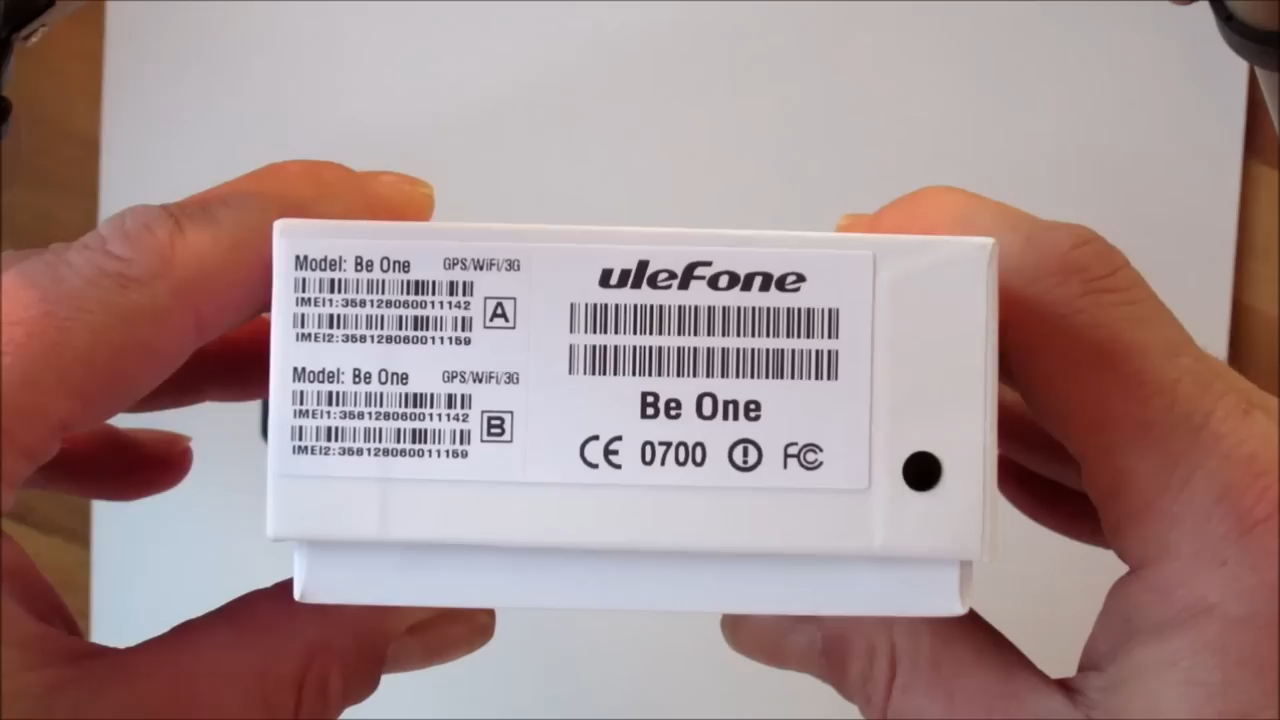 Model: Be One GPS/WiFi/3G
IMEI1:358128060011142
A
IMEI2:358128060011159
Model: Be One GPS/WiFi/3G
IMEI1:358128060011142
B
IMEI2:358128060011159
uleFone
Be One
CE 0700 FC